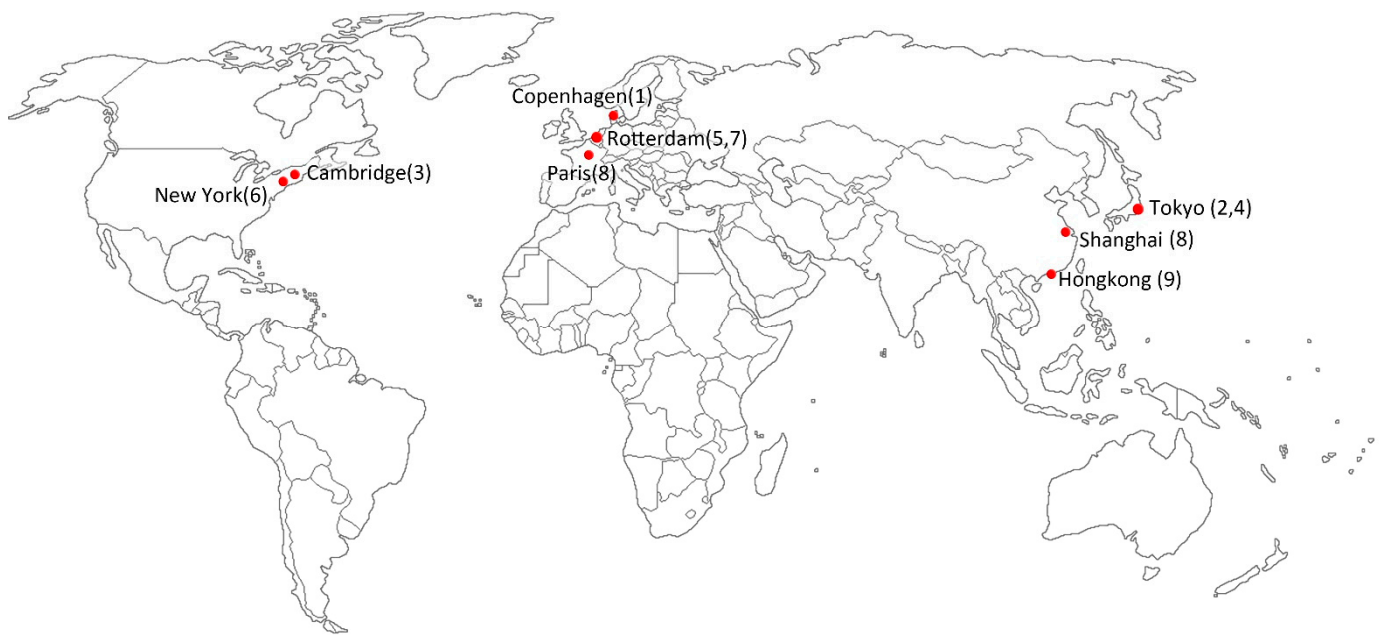 Copenhagen(1)
Rotterdam(5,7)
Paris(8)
Cambridge(3)
New York(6)
Tokyo (2,4)
Shanghai (8)
Hongkong (9)